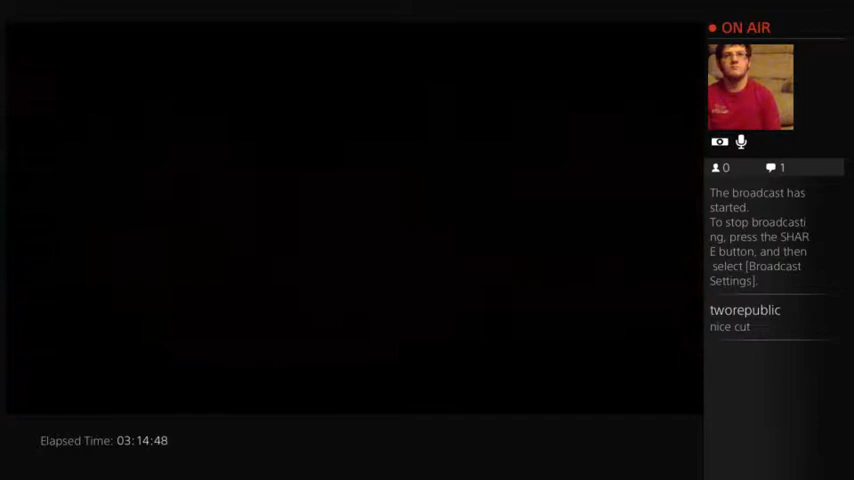 ON AIR
0
1
The broadcast has
started.
To stop broadcasti
ng, press the SHAR
E button, and then
select [Broadcast
Settings].
tworepublic
nice cut
Elapsed Time: 03:14:48